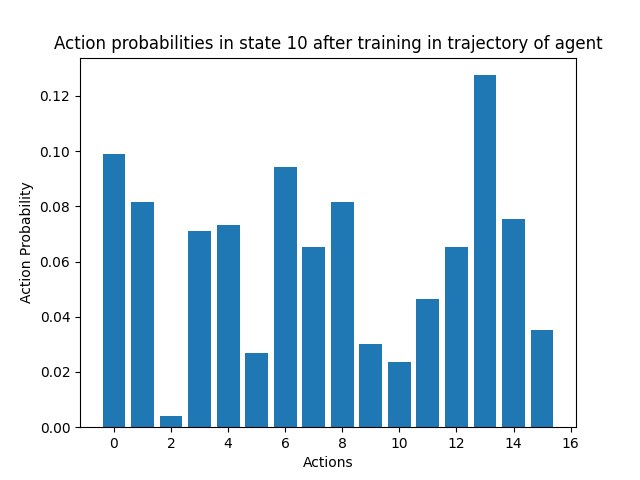 Action probabilities in state 10 after training in trajectory of agent
0.12
0.10
0.08
0.06
0.04
0.02
0.00
Action Probability
0 2 4 6 8 10 12 14 16
Actions